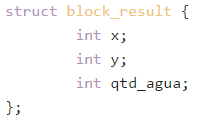 struct block_result {
        int x;
        int y;
        int qtd_agua;
};